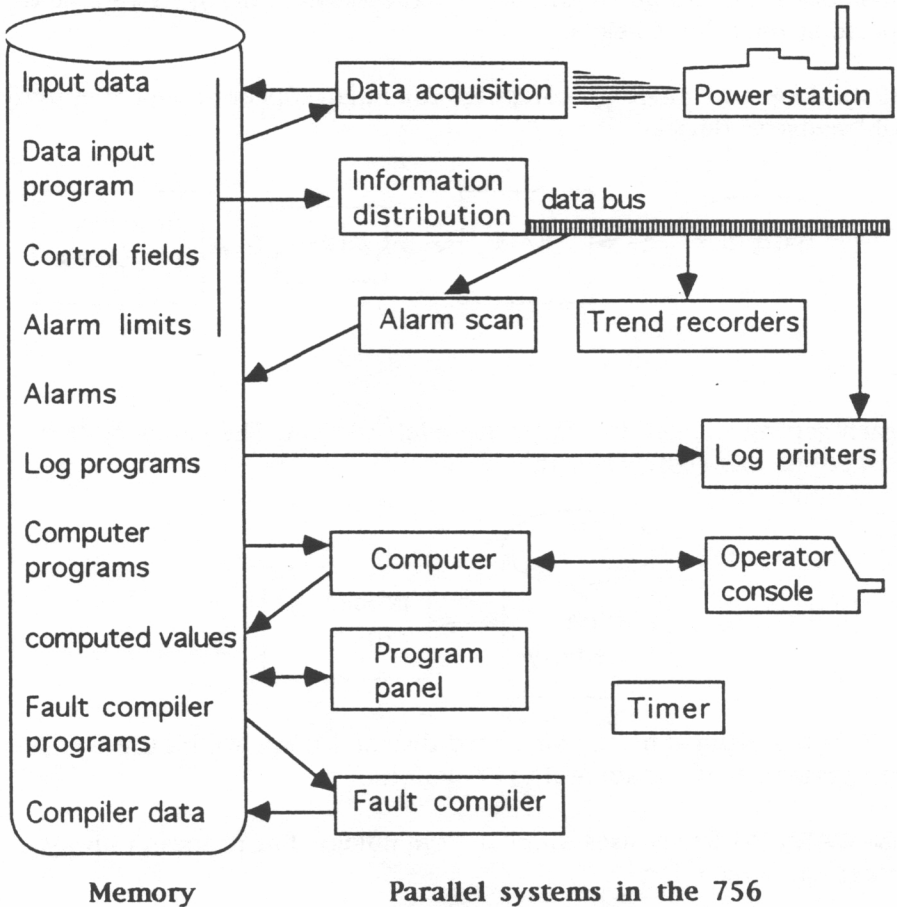 Input data
Data input
program
Control fields
Alarm limits
Alarms
Log programs
Computer
programs
computed values
Fault compiler
programs
Compiler data
Data acquisition
Power station
Information
distribution
data bus
Alarm scan
Trend recorders
Log printers
Computer
Operator
console
Program
panel
Timer
Fault compiler
Memory
Parallel systems in the 756